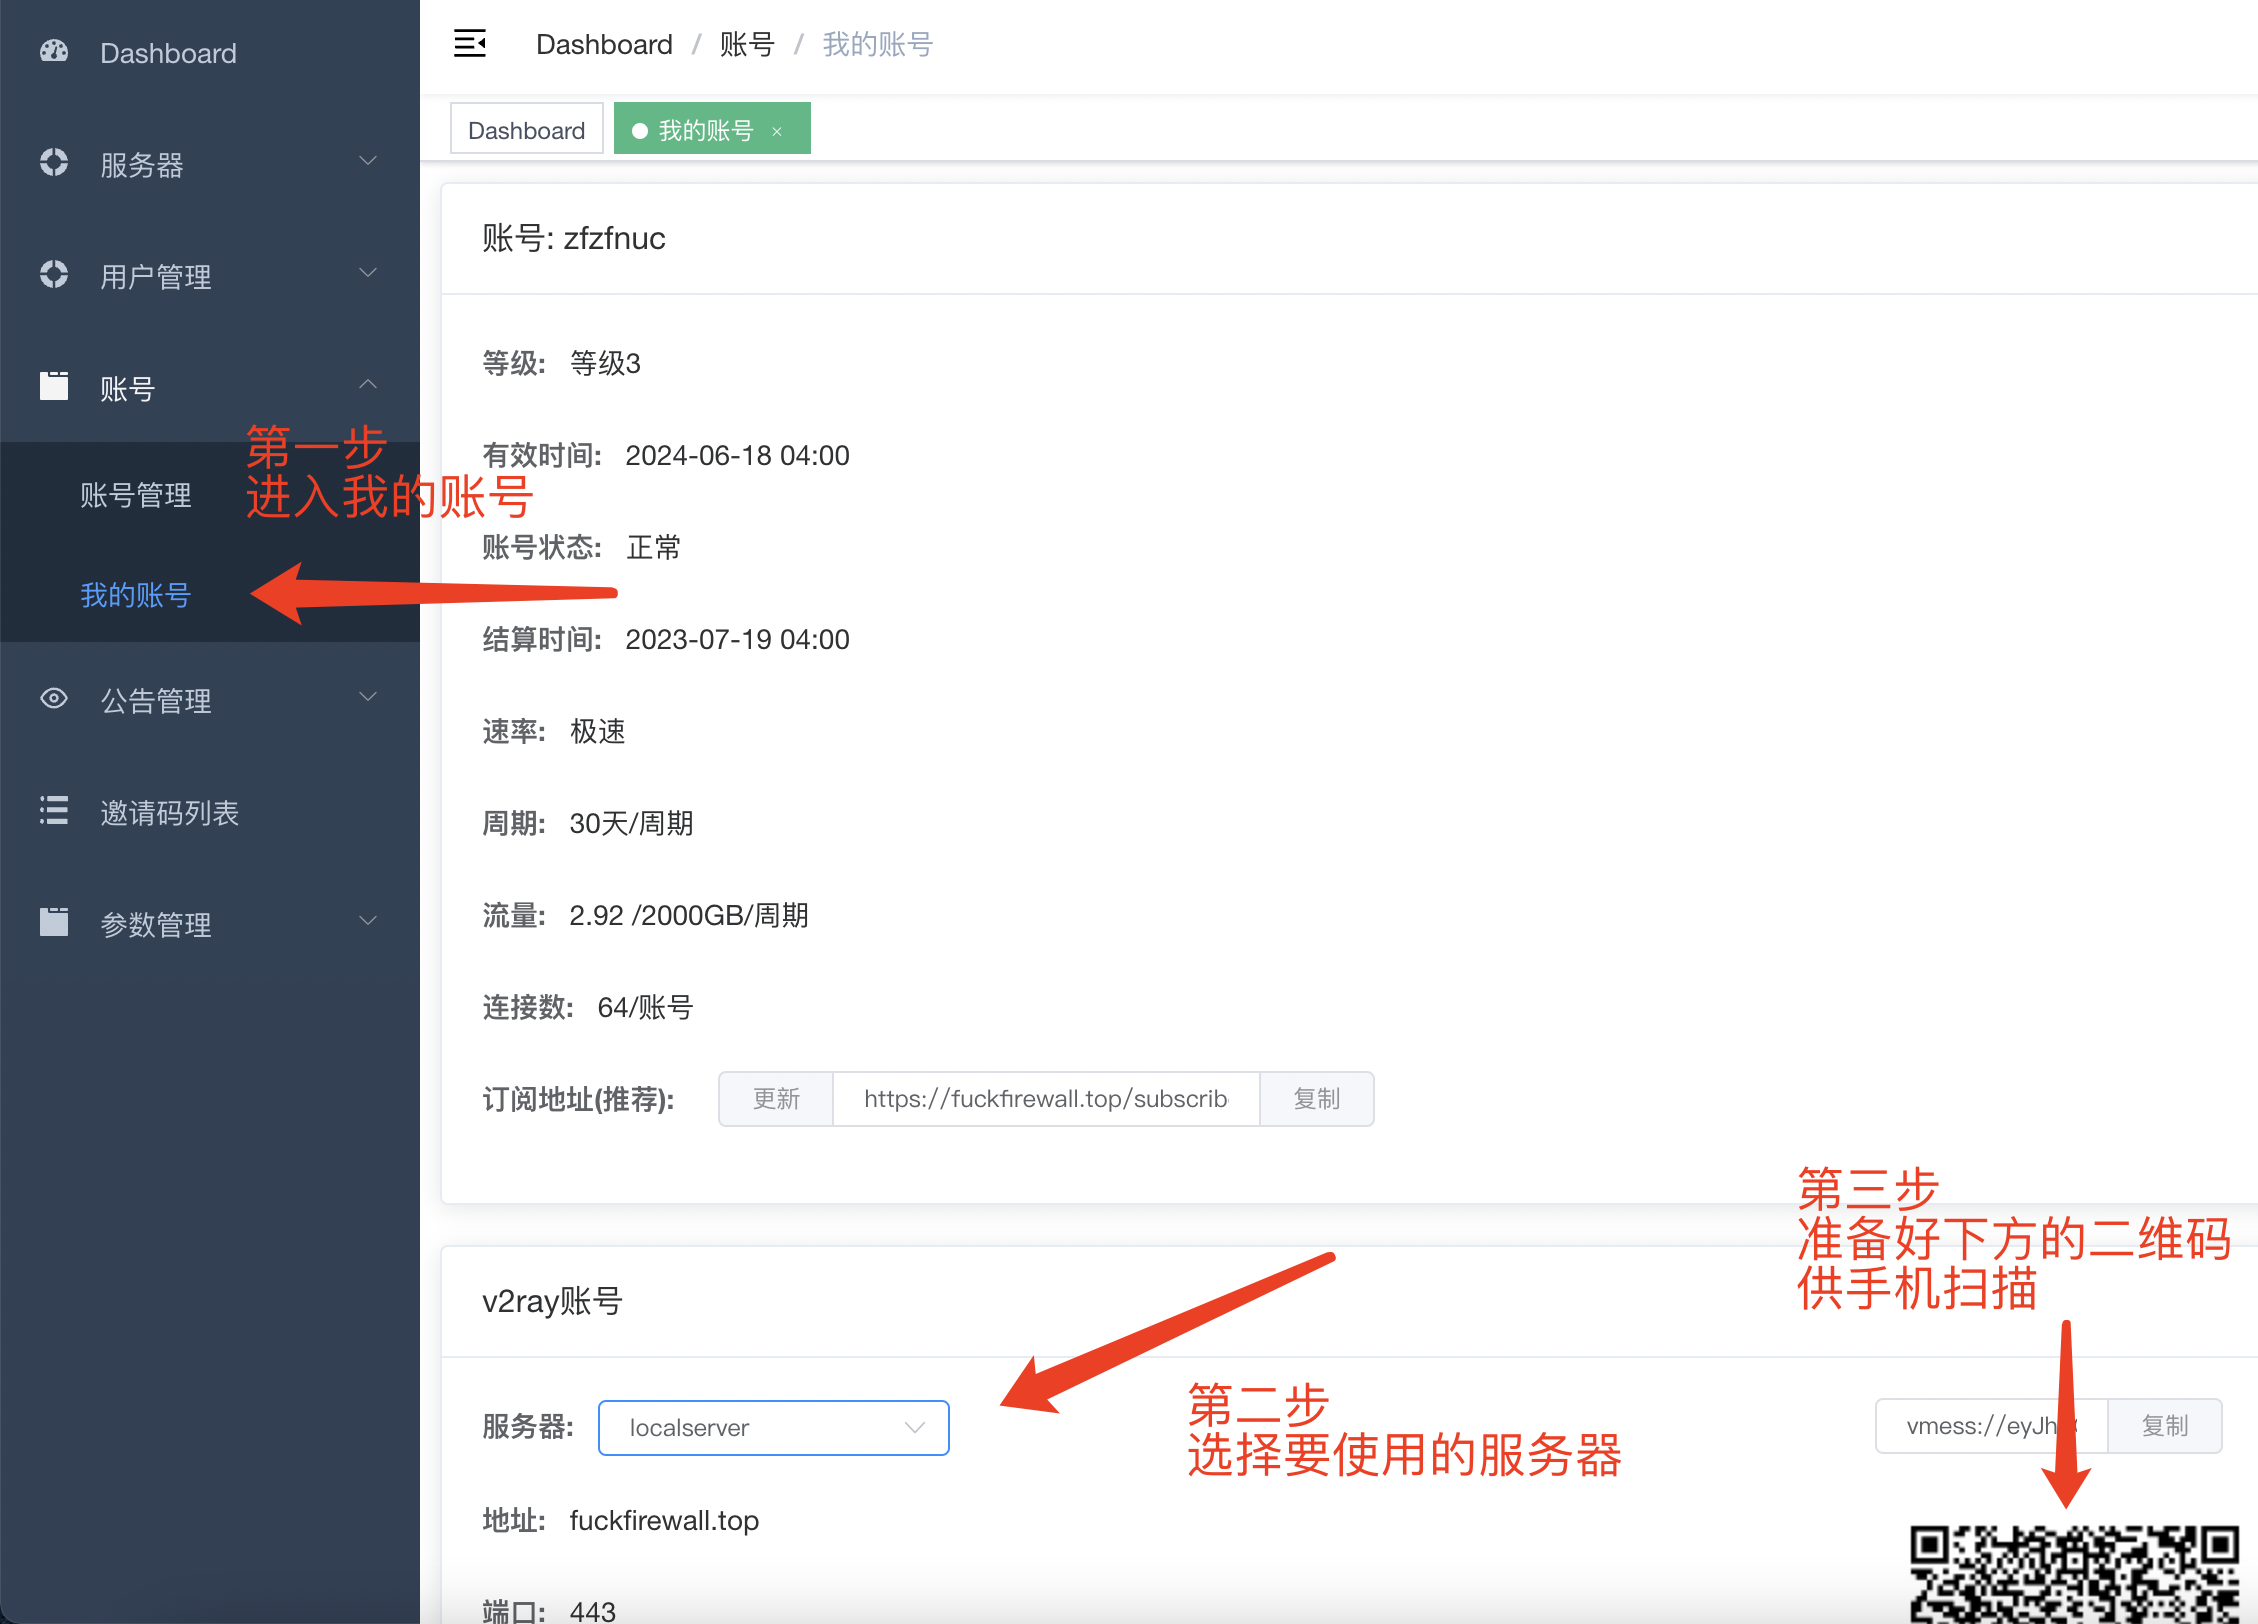 Dashboard
服务器
用户管理
账号
账号管理
我的账号
公告管理
邀请码列表
参数管理
第一步
进入我的账号
Dashboard / 账号 / 我的账号
Dashboard
我的账号 ×
账号: zfzfnuc
等级: 等级3
有效时间: 2024-06-18 04:00
账号状态: 正常
结算时间: 2023-07-19 04:00
速率: 极速
周期: 30天/周期
流量: 2.92 /2000GB/周期
连接数: 64/账号
订阅地址(推荐): 更新 https://fuckfirewall.top/subscrib 复制
第三步
准备好下方的二维码
供手机扫描
v2ray账号
第二步
选择要使用的服务器
服务器: localserver
vmess://eyJh 复制
地址: fuckfirewall.top
端口: 443